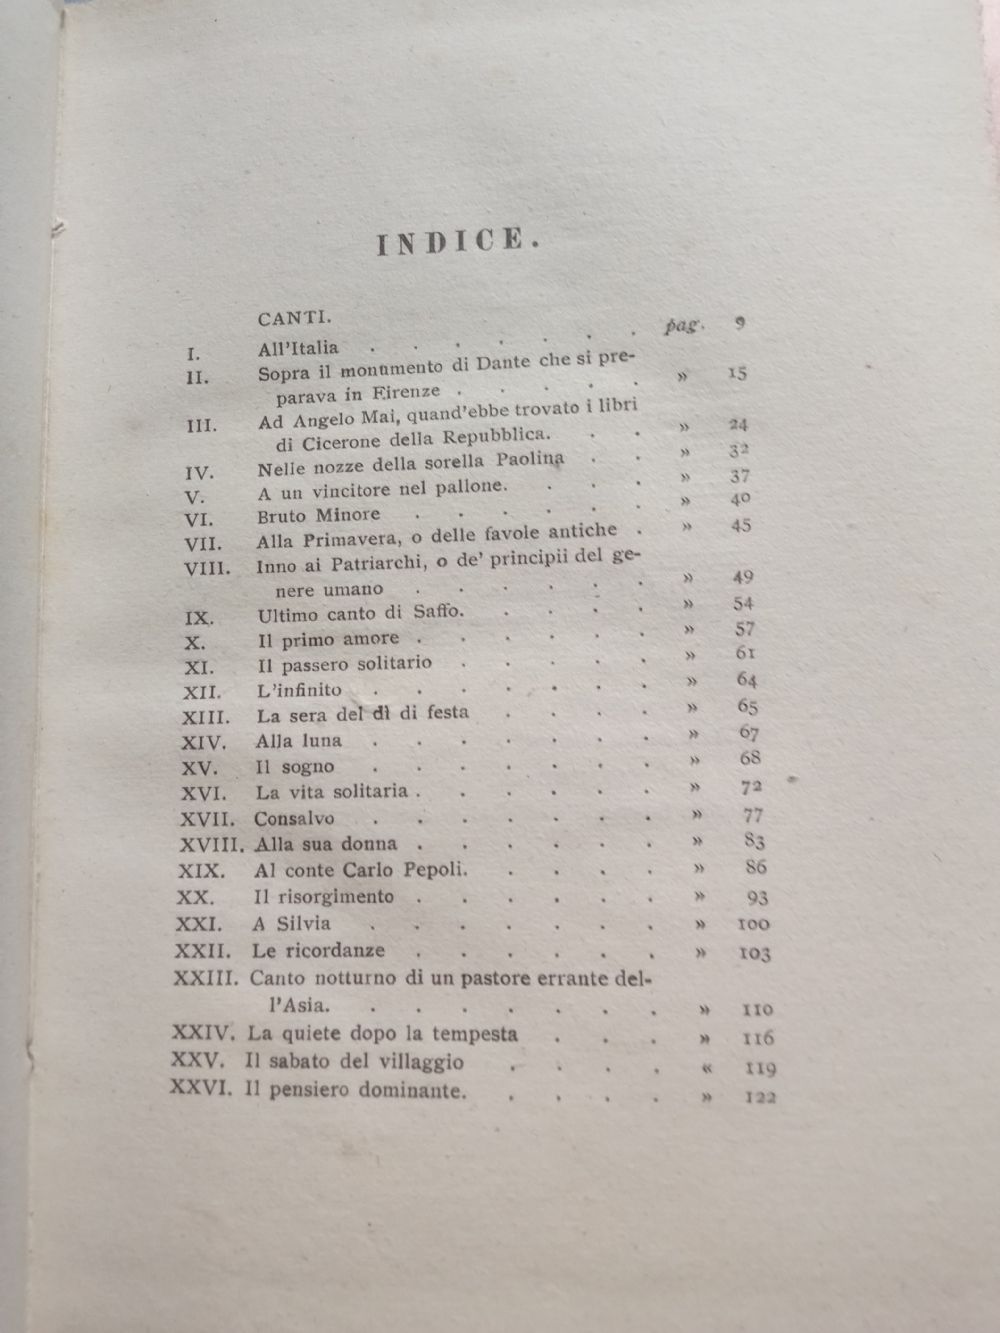 INDICE.
CANTI.
I. All'Italia . . . . . . pag. 9
II. Sopra il monumento di Dante che si pre-
parava in Firenze . . . . . » 15
III. Ad Angelo Mai, quand'ebbe trovato i libri
di Cicerone della Repubblica. . . » 24
IV. Nelle nozze della sorella Paolina . . » 32
V. A un vincitore nel pallone. . . . » 37
VI. Bruto Minore . . . . . . » 40
VII. Alla Primavera, o delle favole antiche . » 45
VIII. Inno ai Patriarchi, o de' principii del ge-
nere umano . . . . . . » 49
IX. Ultimo canto di Saffo. . . . . » 54
X. Il primo amore . . . . . . » 57
XI. Il passero solitario . . . . . » 61
XII. L'infinito . . . . . . . » 64
XIII. La sera del dì di festa . . . . » 65
XIV. Alla luna . . . . . . . » 67
XV. Il sogno . . . . . . . » 68
XVI. La vita solitaria . . . . . . » 72
XVII. Consalvo . . . . . . . » 77
XVIII. Alla sua donna . . . . . . » 83
XIX. Al conte Carlo Pepoli. . . . . » 86
XX. Il risorgimento . . . . . . » 93
XXI. A Silvia . . . . . . . » 100
XXII. Le ricordanze . . . . . . » 103
XXIII. Canto notturno di un pastore errante del-
l'Asia. . . . . . . . » 110
XXIV. La quiete dopo la tempesta . . . » 116
XXV. Il sabato del villaggio . . . . « 119
XXVI. Il pensiero dominante. . . . . » 122